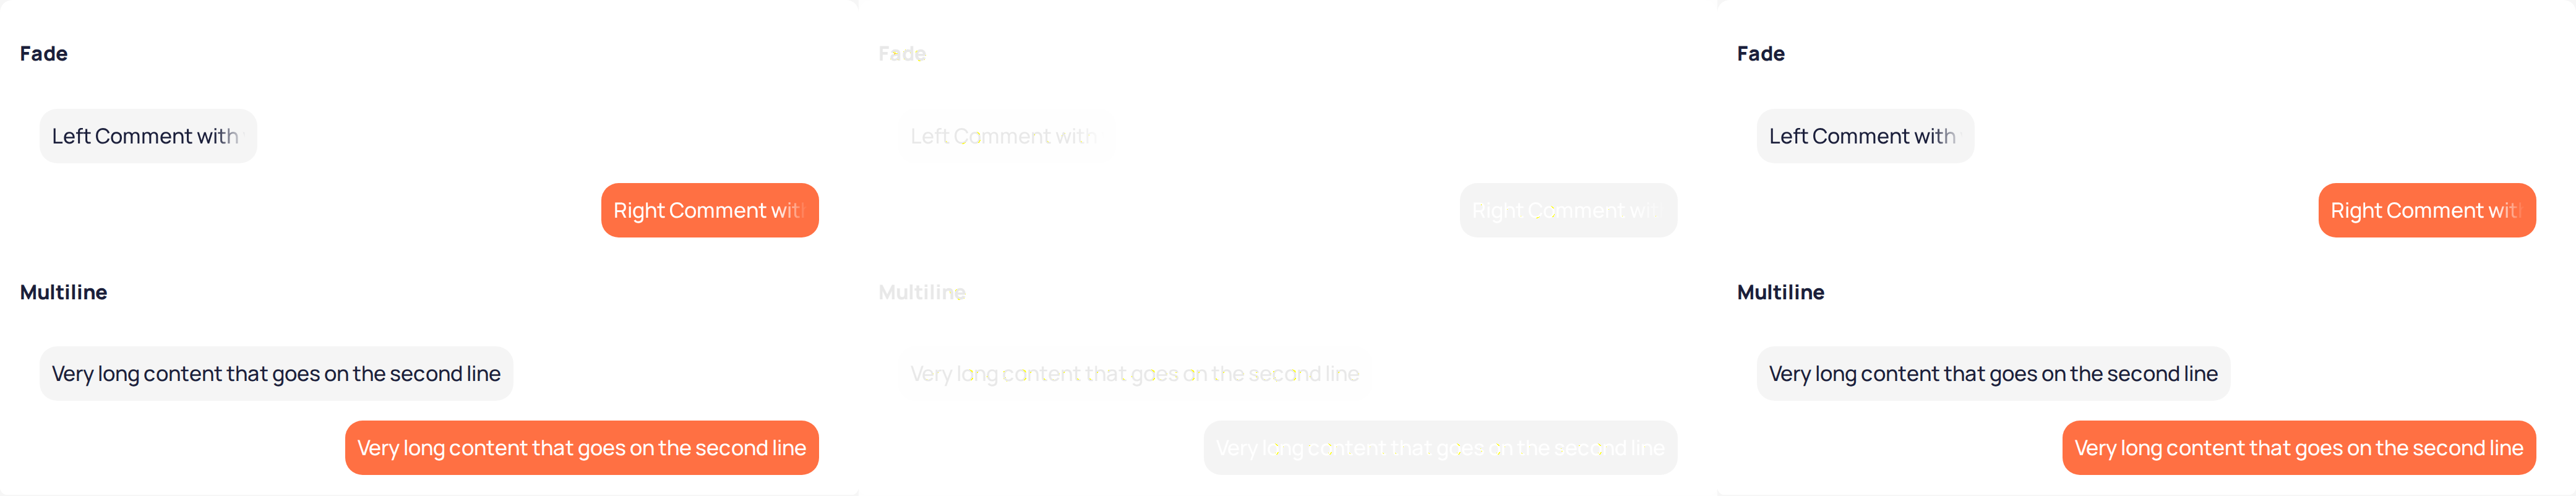 Fade
Left Comment with
Right Comment wit
Multiline
Very long content that goes on the second line
Very long content that goes on the second line
Fade
Left Comment with
Right Comment wit
Multiline
Very long content that goes on the second line
Very long content that goes on the second line
Fade
Left Comment with
Right Comment wit
Multiline
Very long content that goes on the second line
Very long content that goes on the second line